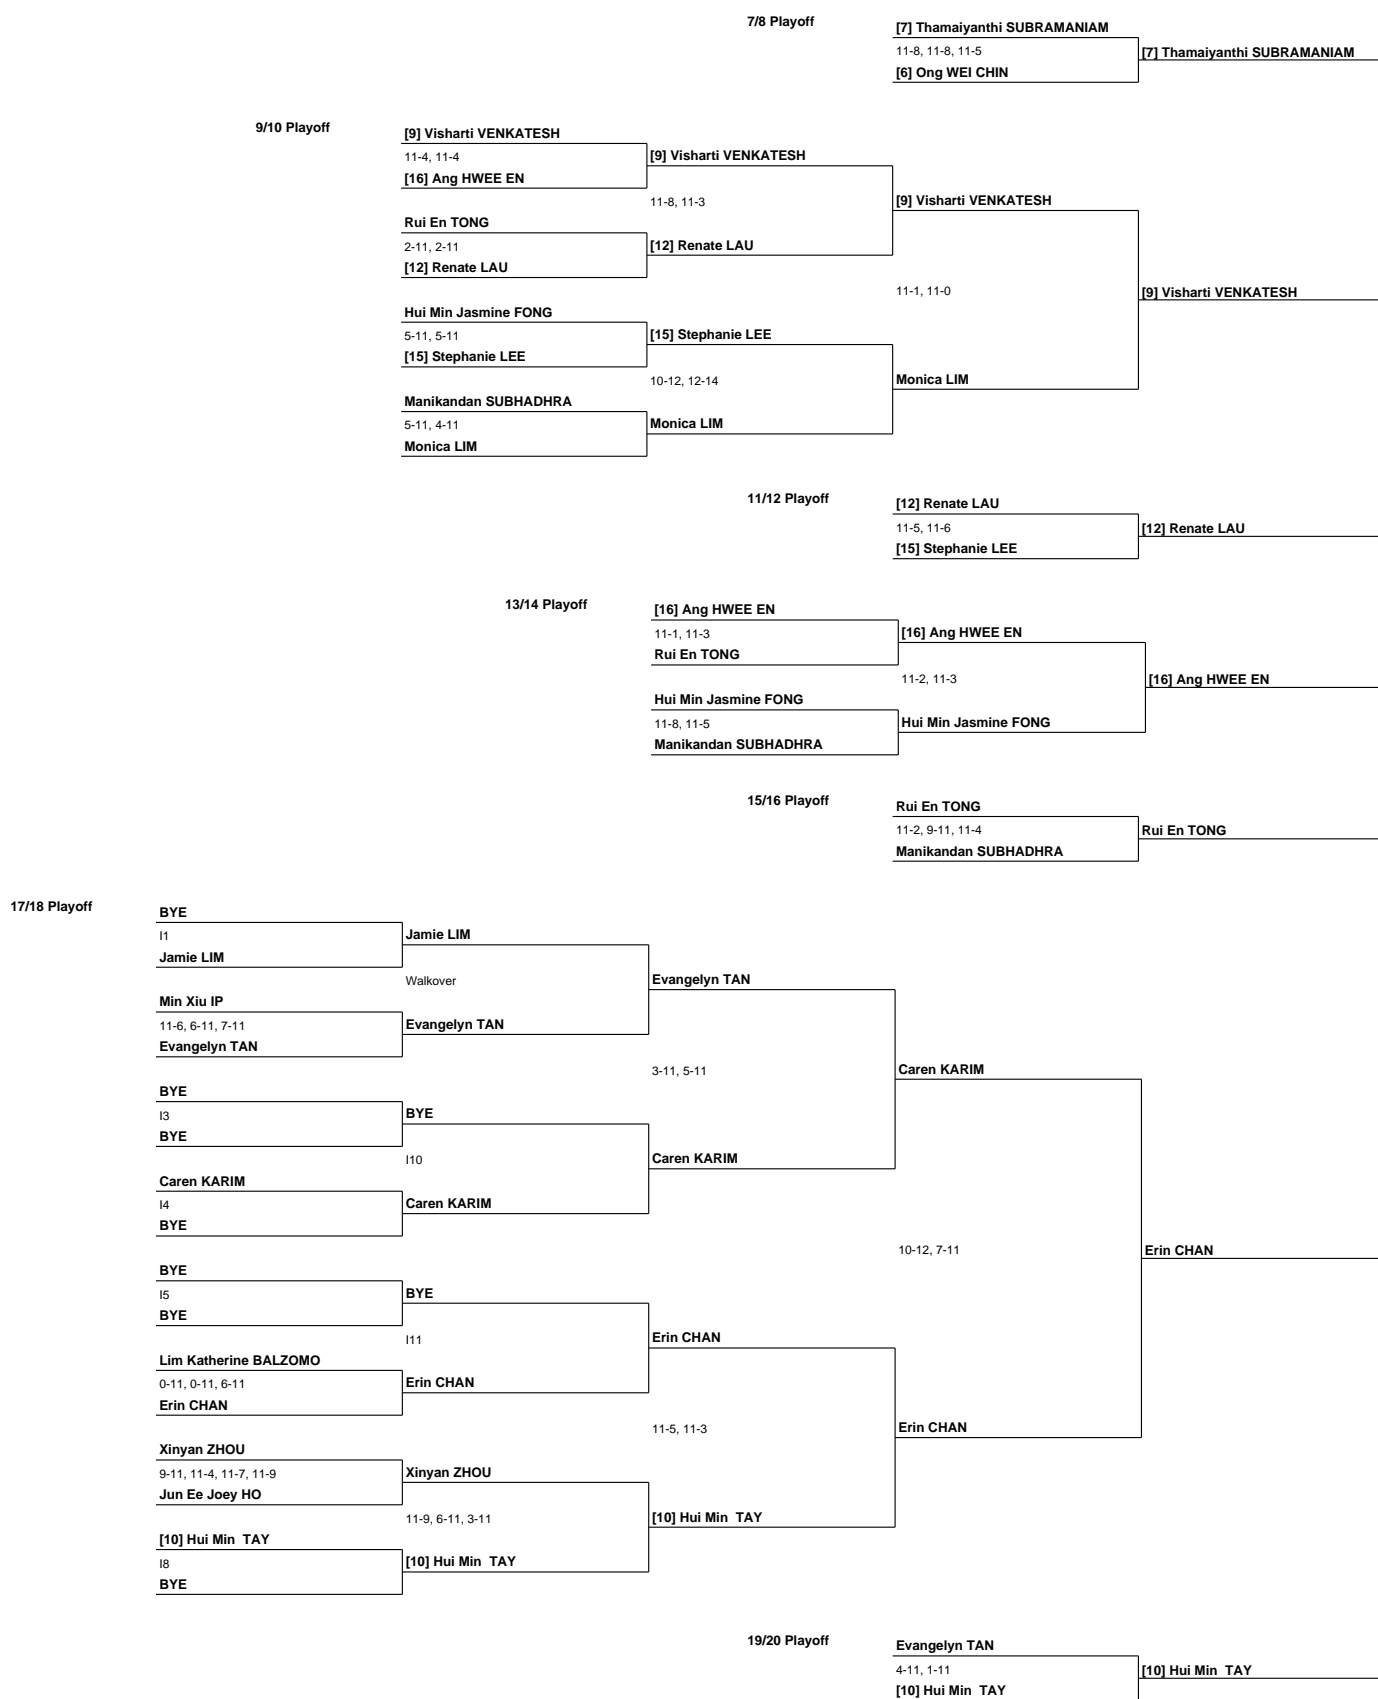 7/8 Playoff
[7] Thamaiyanthi SUBRAMANIAM
11-8, 11-8, 11-5
[7] Thamaiyanthi SUBRAMANIAM
[6] Ong WEI CHIN
9/10 Playoff
[9] Visharti VENKATESH
11-4, 11-4
[9] Visharti VENKATESH
[16] Ang HWEE EN
11-8, 11-3
[9] Visharti VENKATESH
Rui En TONG
2-11, 2-11
[12] Renate LAU
[12] Renate LAU
11-1, 11-0
[9] Visharti VENKATESH
Hui Min Jasmine FONG
5-11, 5-11
[15] Stephanie LEE
[15] Stephanie LEE
10-12, 12-14
Monica LIM
Manikandan SUBHADHRA
5-11, 4-11
Monica LIM
Monica LIM
11/12 Playoff
[12] Renate LAU
11-5, 11-6
[12] Renate LAU
[15] Stephanie LEE
13/14 Playoff
[16] Ang HWEE EN
11-1, 11-3
[16] Ang HWEE EN
Rui En TONG
11-2, 11-3
[16] Ang HWEE EN
Hui Min Jasmine FONG
11-8, 11-5
Hui Min Jasmine FONG
Manikandan SUBHADHRA
15/16 Playoff
Rui En TONG
11-2, 9-11, 11-4
Rui En TONG
Manikandan SUBHADHRA
17/18 Playoff
BYE
I1
Jamie LIM
Jamie LIM
Walkover
Evangelyn TAN
Min Xiu IP
11-6, 6-11, 7-11
Evangelyn TAN
Evangelyn TAN
3-11, 5-11
Caren KARIM
BYE
I3
BYE
BYE
I10
Caren KARIM
Caren KARIM
I4
Caren KARIM
BYE
10-12, 7-11
Erin CHAN
BYE
I5
BYE
BYE
I11
Erin CHAN
Lim Katherine BALZOMO
0-11, 0-11, 6-11
Erin CHAN
Erin CHAN
11-5, 11-3
Erin CHAN
Xinyan ZHOU
9-11, 11-4, 11-7, 11-9
Xinyan ZHOU
Jun Ee Joey HO
11-9, 6-11, 3-11
[10] Hui Min  TAY
[10] Hui Min  TAY
I8
[10] Hui Min  TAY
BYE
19/20 Playoff
Evangelyn TAN
4-11, 1-11
[10] Hui Min  TAY
[10] Hui Min  TAY